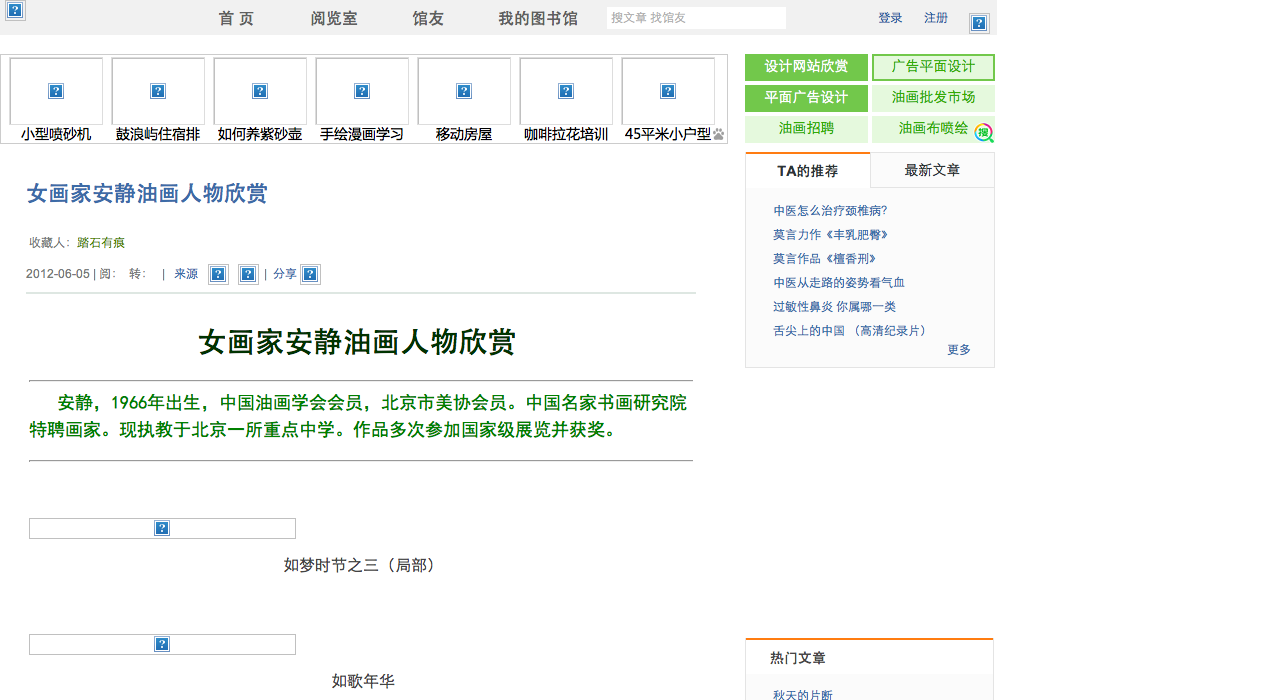 首 页 阅览室 馆友 我的图书馆 搜文章 找馆友 登录 注册
小型喷砂机 鼓浪屿住宿排 如何养紫砂壶 手绘漫画学习 移动房屋 咖啡拉花培训 45平米小户型
设计网站欣赏 广告平面设计
平面广告设计 油画批发市场
油画招聘 油画布喷绘 搜
女画家安静油画人物欣赏
收藏人：踏石有痕
2012-06-05 | 阅： 转： | 来源 | 分享
TA的推荐 最新文章
中医怎么治疗颈椎病?
莫言力作《丰乳肥臀》
莫言作品《檀香刑》
中医从走路的姿势看气血
过敏性鼻炎 你属哪一类
舌尖上的中国 （高清纪录片）
更多
女画家安静油画人物欣赏
安静，1966年出生，中国油画学会会员，北京市美协会员。中国名家书画研究院
特聘画家。现执教于北京一所重点中学。作品多次参加国家级展览并获奖。
如梦时节之三（局部）
如歌年华
热门文章
秋天的片断